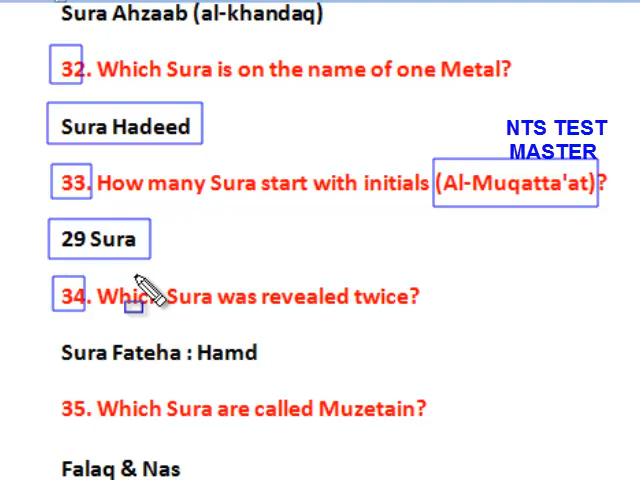 Sura Ahzaab (al-khandaq)
32. Which Sura is on the name of one Metal?
Sura Hadeed
NTS TEST
MASTER
33. How many Sura start with initials (Al-Muqatta'at)?
29 Sura
34. Which Sura was revealed twice?
Sura Fateha : Hamd
35. Which Sura are called Muzetain?
Falaq & Nas